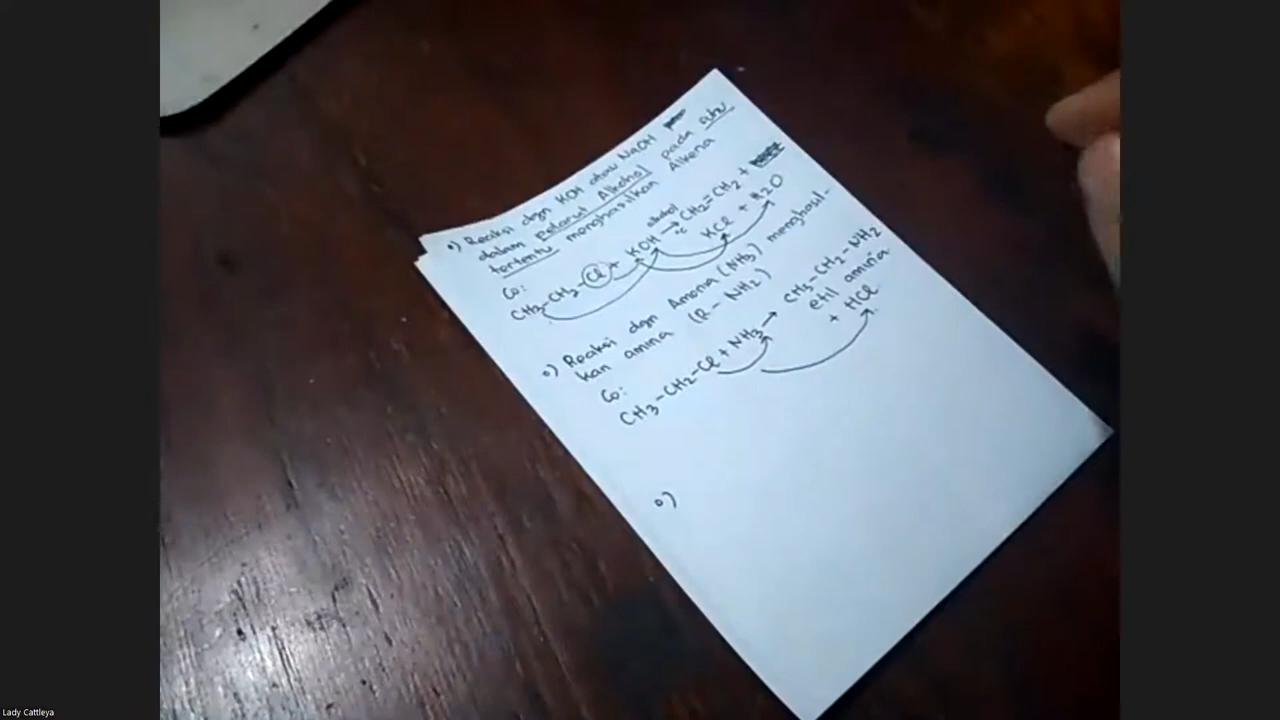 o) Reaksi dgn KOH atau NaOH
dalam pelarut Alkohol pada suhu
tertentu menghasilkan Alkena
Co:
CH3-CH2-Cl + KOH alkohol → °C CH2=CH2 +
KCl + H2O
o) Reaksi dgn Amonia (NH3) menghasil-
kan amina (R-NH2)
Co:
CH3-CH2-Cl + NH3 → CH3-CH2-NH2
etil amina
+ HCl
o)
Lady Cattleya